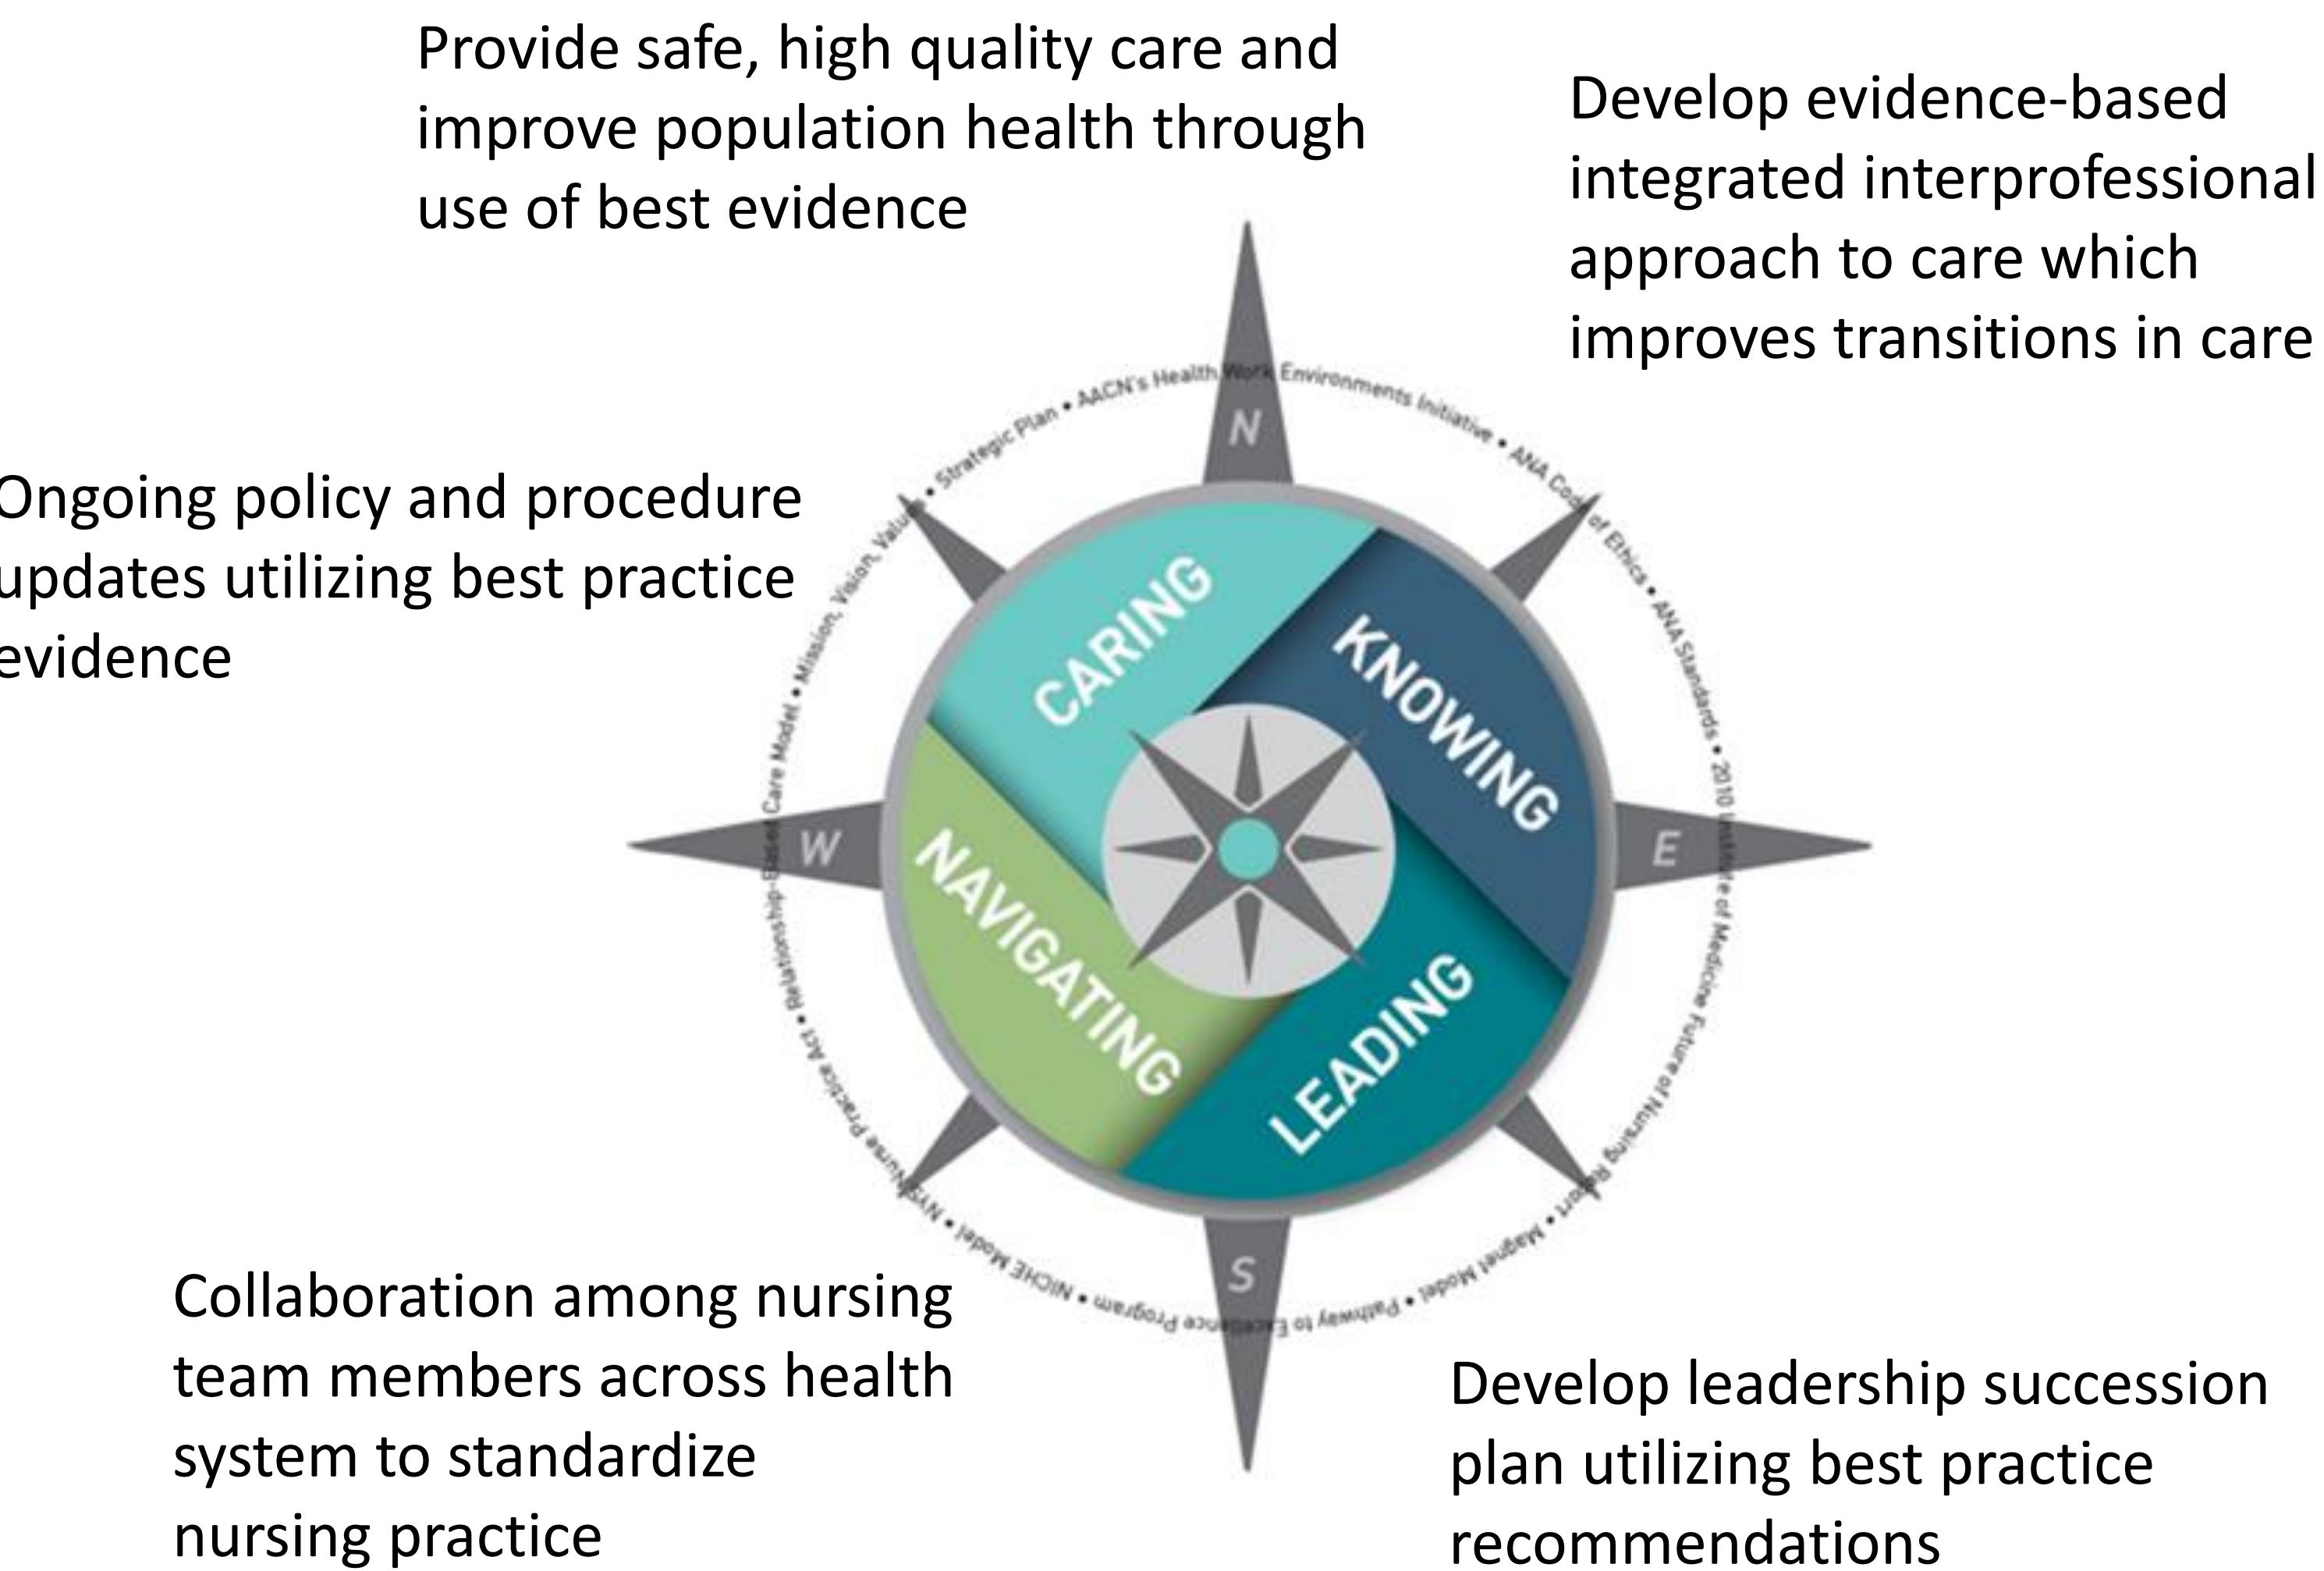 Provide safe, high quality care and
improve population health through
use of best evidence
Develop evidence-based
integrated interprofessional
approach to care which
improves transitions in care
Ongoing policy and procedure
updates utilizing best practice
evidence
N
E
S
W
CARING
KNOWING
LEADING
NAVIGATING
Mission, Vision, Values • Strategic Plan • AACN's Health Work Environments Initiative • ANA Code of Ethics • ANA Standards • 2010 Institute of Medicine Future of Nursing Report • Magnet Model • Pathway to Excellence Program • NICHE Model • NYS Nurse Practice Act • Relationship-Based Care Model •
Collaboration among nursing
team members across health
system to standardize
nursing practice
Develop leadership succession
plan utilizing best practice
recommendations